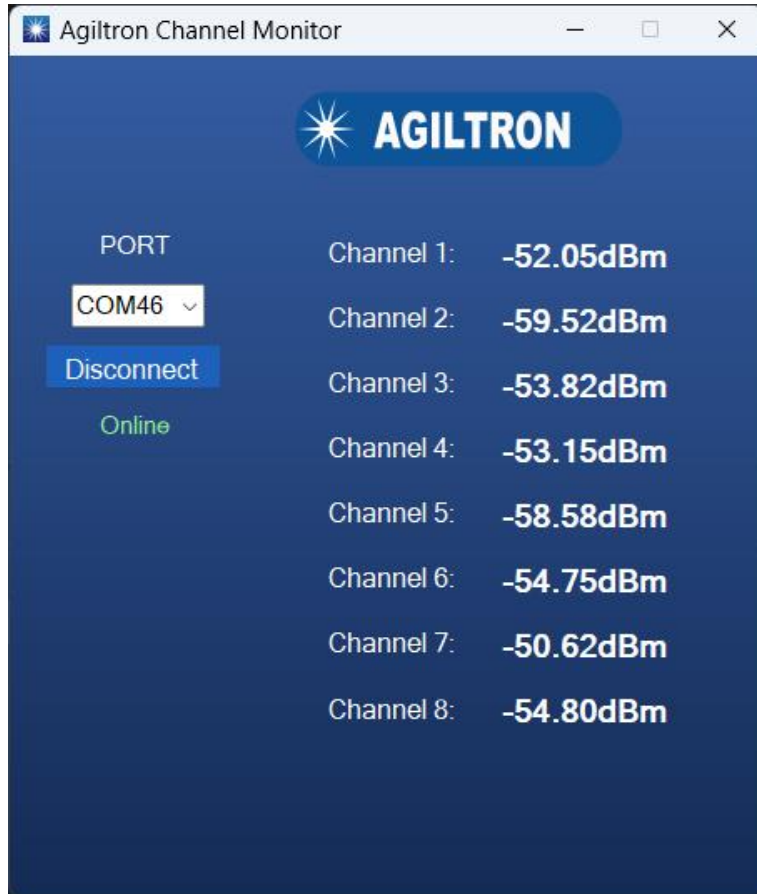 Agiltron Channel Monitor
AGILTRON
PORT
COM46
Disconnect
Online
Channel 1: -52.05dBm
Channel 2: -59.52dBm
Channel 3: -53.82dBm
Channel 4: -53.15dBm
Channel 5: -58.58dBm
Channel 6: -54.75dBm
Channel 7: -50.62dBm
Channel 8: -54.80dBm